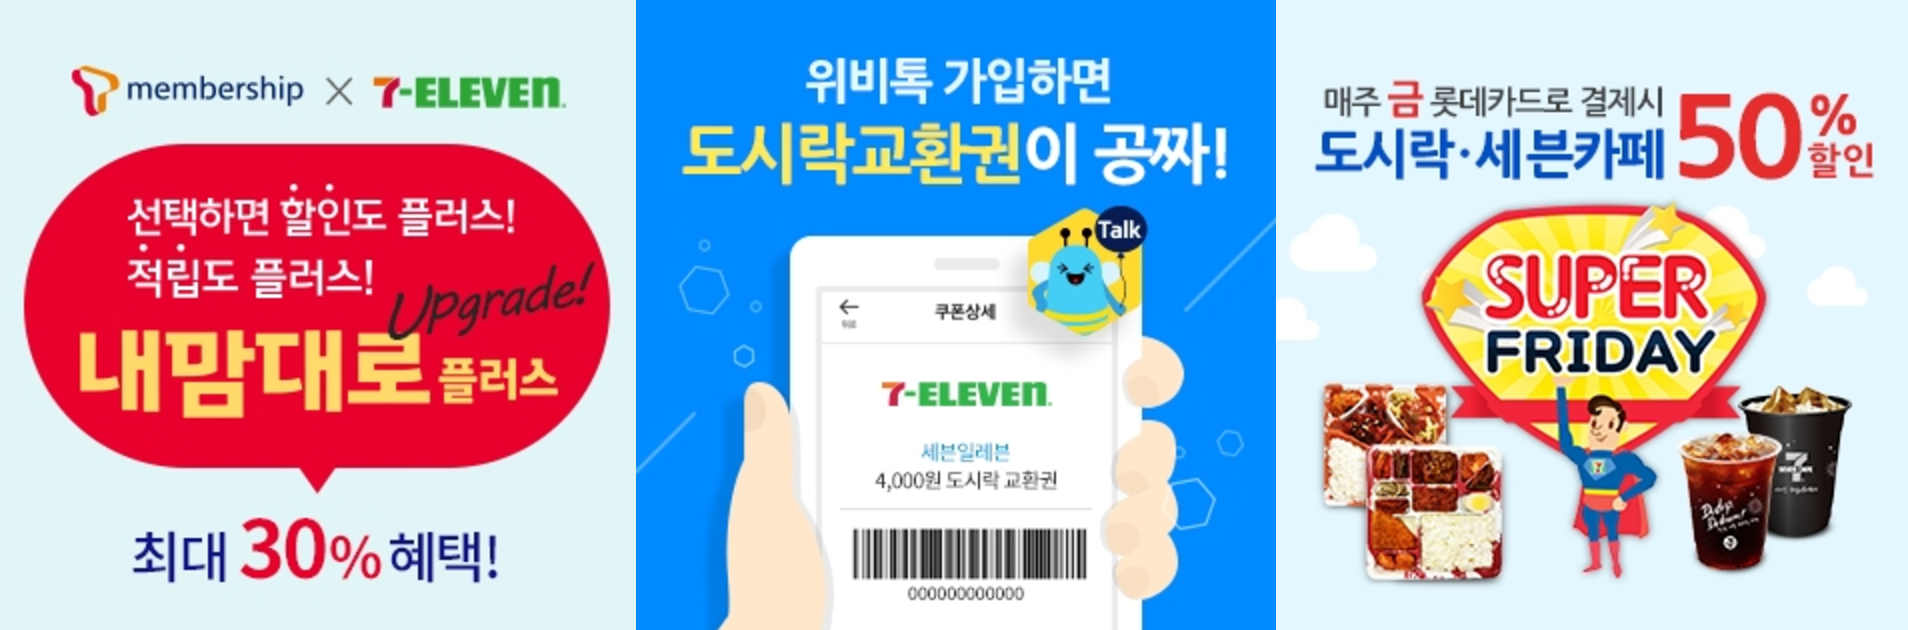 membership × 7-ELEVEN.
선택하면 할인도 플러스!
적립도 플러스!
Upgrade!
내맘대로 플러스
최대 30% 혜택!
위비톡 가입하면
도시락교환권이 공짜!
Talk
쿠폰상세
뒤로
7-ELEVEN.
세븐일레븐
4,000원 도시락 교환권
000000000000
매주 금 롯데카드로 결제시
도시락·세븐카페 50% 할인
SUPER
FRIDAY
7